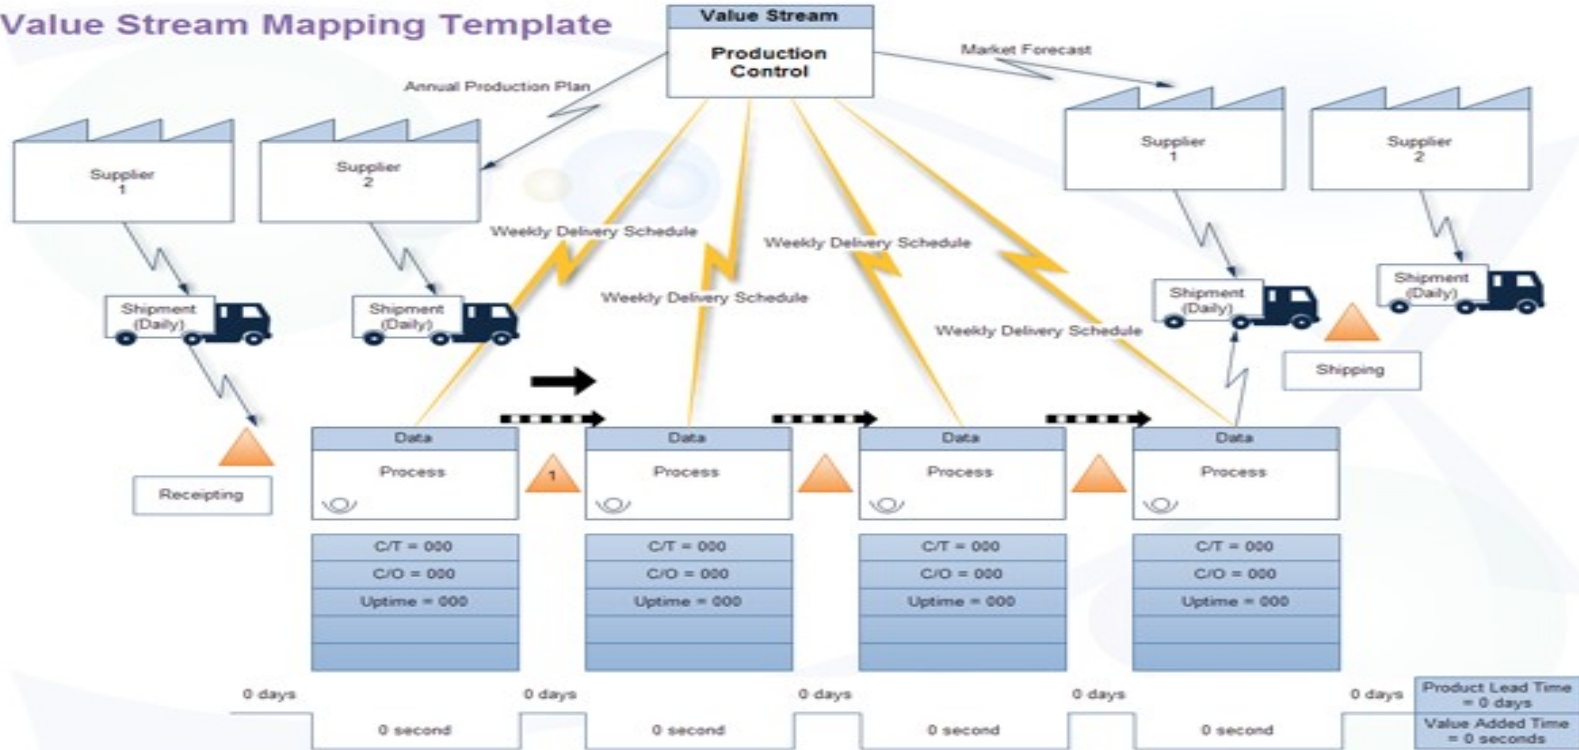 Value Stream Mapping Template
Value Stream
Production
Control
Annual Production Plan
Market Forecast
Supplier
1
Supplier
2
Supplier
1
Supplier
2
Weekly Delivery Schedule
Weekly Delivery Schedule
Weekly Delivery Schedule
Weekly Delivery Schedule
Shipment
(Daily)
Shipment
(Daily)
Shipment
(Daily)
Shipment
(Daily)
Shipping
Receipting
Data
Process
1
Data
Process
Data
Process
Data
Process
C/T = 000
C/O = 000
Uptime = 000
C/T = 000
C/O = 000
Uptime = 000
C/T = 000
C/O = 000
Uptime = 000
C/T = 000
C/O = 000
Uptime = 000
0 days
0 days
0 days
0 days
0 days
0 second
0 second
0 second
0 second
Product Lead Time
= 0 days
Value Added Time
= 0 seconds